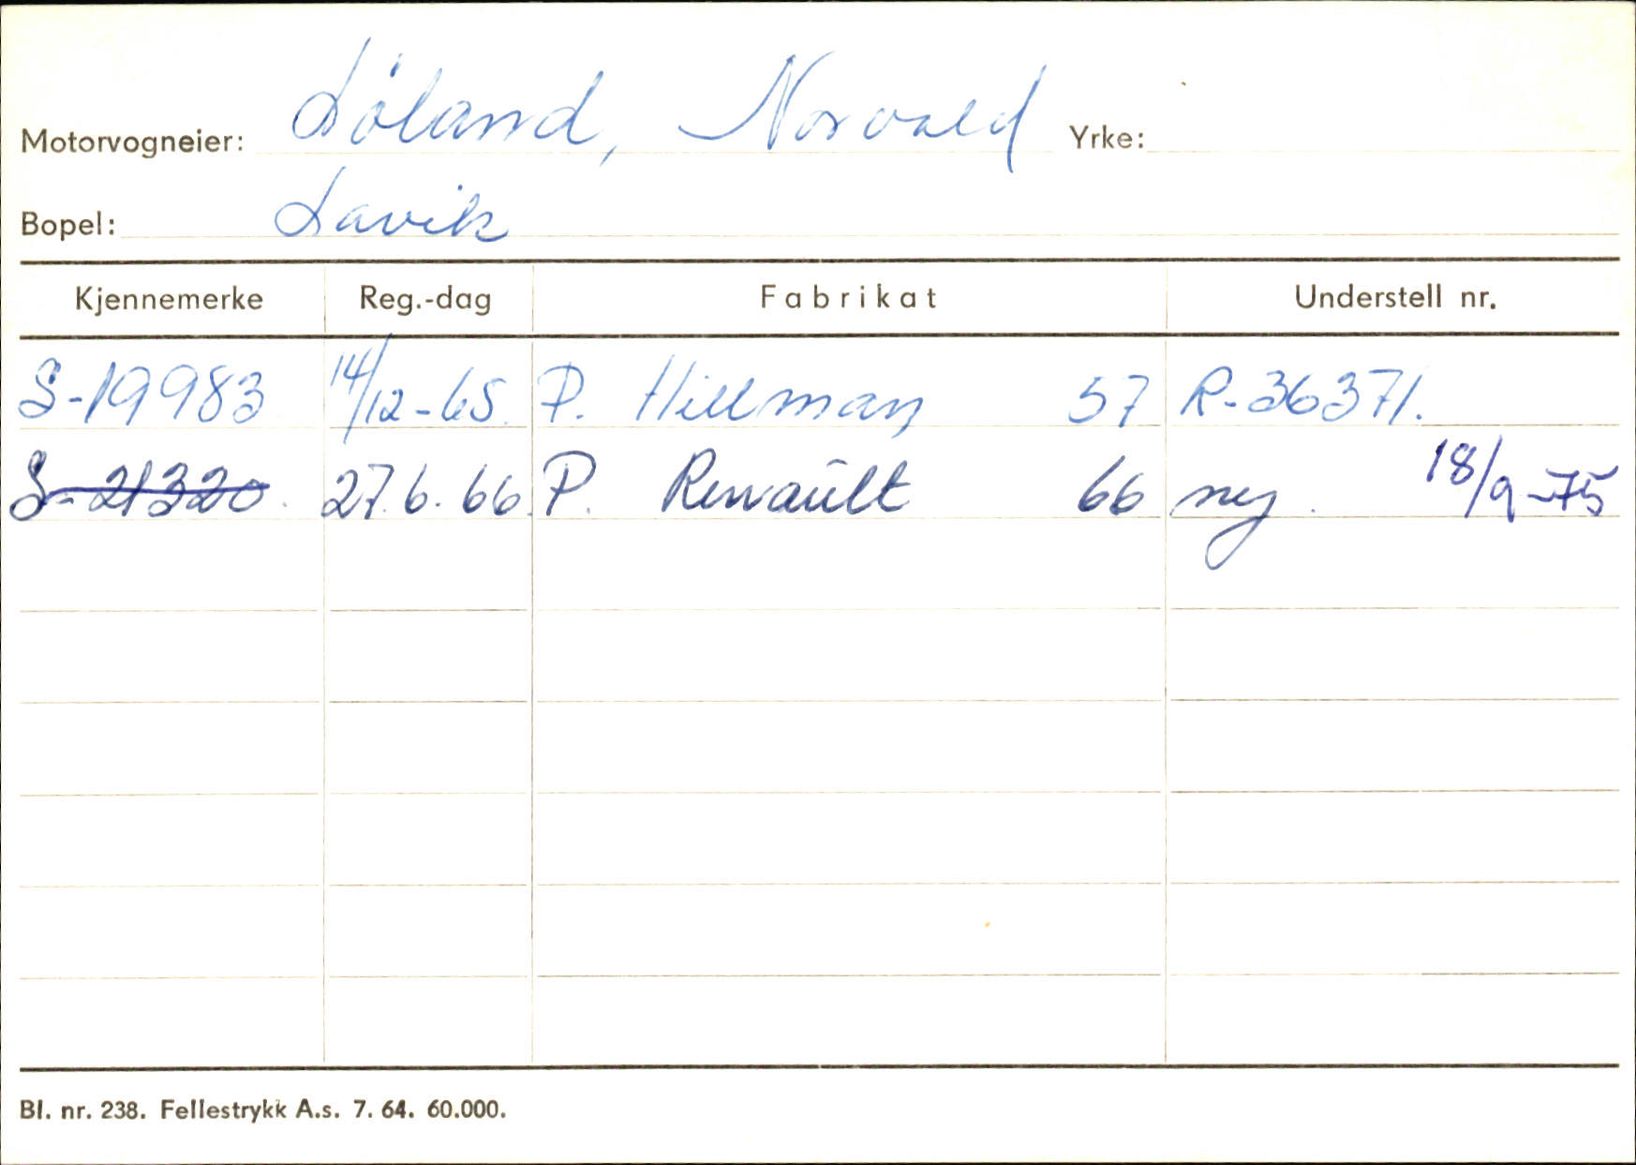 Motorvogneier: Löland, Norvald Yrke:
Bopel: Lavik
Kjennemerke Reg.-dag Fabrikat Understell nr.
S-19983 14/12-65. P. Hillman 57 R-36371.
S-21320. 27.6.66. P. Renault 66 ny. 18/9-75
Bl. nr. 238. Fellestrykk A.s. 7. 64. 60.000.